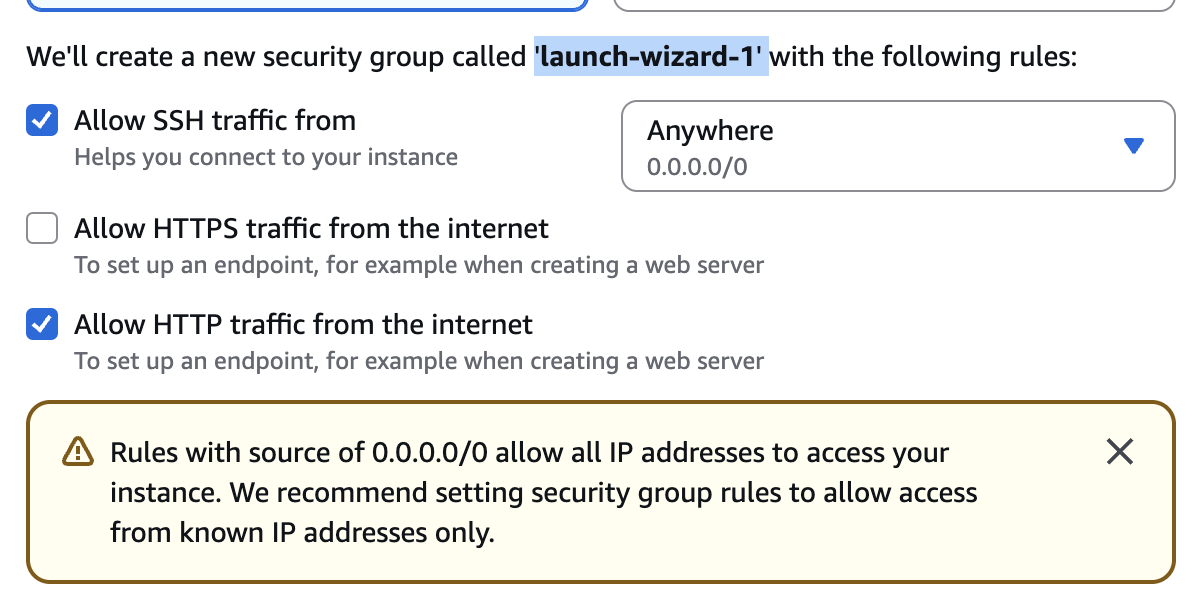 We'll create a new security group called 'launch-wizard-1' with the following rules:
Allow SSH traffic from
Helps you connect to your instance
Anywhere
0.0.0.0/0
Allow HTTPS traffic from the internet
To set up an endpoint, for example when creating a web server
Allow HTTP traffic from the internet
To set up an endpoint, for example when creating a web server
Rules with source of 0.0.0.0/0 allow all IP addresses to access your
instance. We recommend setting security group rules to allow access
from known IP addresses only.